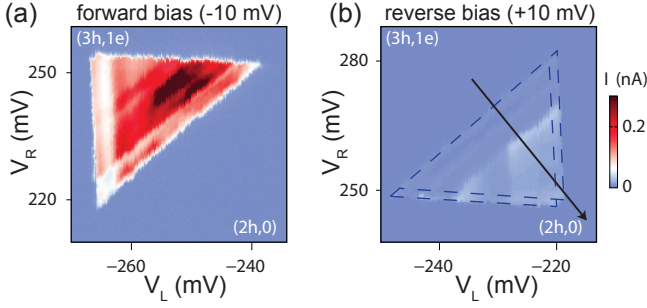 (a) forward bias (-10 mV)
(3h,1e)
250
220
V_R (mV)
(2h,0)
−260 −240
V_L (mV)
(b) reverse bias (+10 mV)
(3h,1e)
280
250
V_R (mV)
(2h,0)
−240 −220
V_L (mV)
I (nA)
0.2
0